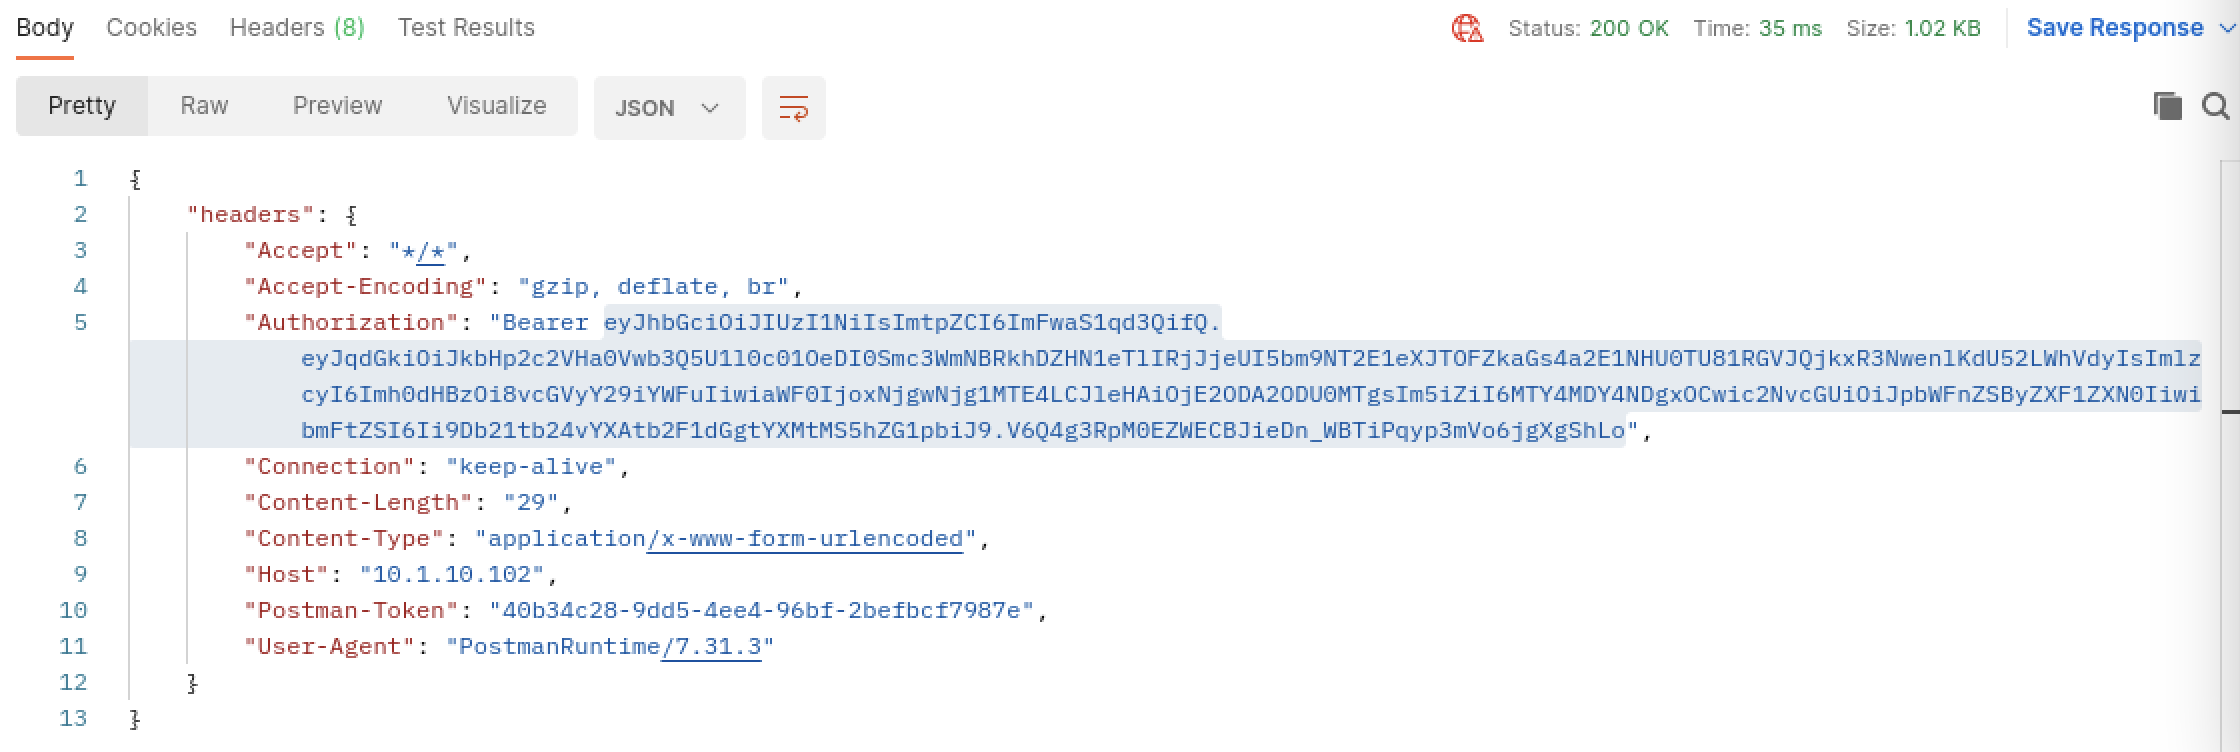 Body Cookies Headers (8) Test Results Status: 200 OK Time: 35 ms Size: 1.02 KB Save Response
Pretty Raw Preview Visualize JSON
1 {
2 "headers": {
3 "Accept": "*/*",
4 "Accept-Encoding": "gzip, deflate, br",
5 "Authorization": "Bearer eyJhbGciOiJIUzI1NiIsImtpZCI6ImFwaS1qd3QifQ.
eyJqdGkiOiJkbHp2c2VHa0Vwb3Q5U1l0c01OeDI0Smc3WmNBRkhDZHN1eTlIRjJjeUI5bm9NT2E1eXJTOFZkaGs4a2E1NHU0TU81RGVJQjkxR3NwenlKdU52LWhVdyIsImlz
cyI6Imh0dHBzOi8vcGVyY29iYWFuIiwiaWF0IjoxNjgwNjg1MTE4LCJleHAiOjE2ODA2ODU0MTgsIm5iZiI6MTY4MDY4NDgxOCwic2NvcGUiOiJpbWFnZSByZXF1ZXN0Iiwi
bmFtZSI6Ii9Db21tb24vYXAtb2F1dGgtYXMtMS5hZG1pbiJ9.V6Q4g3RpM0EZWECBJieDn_WBTiPqyp3mVo6jgXgShLo",
6 "Connection": "keep-alive",
7 "Content-Length": "29",
8 "Content-Type": "application/x-www-form-urlencoded",
9 "Host": "10.1.10.102",
10 "Postman-Token": "40b34c28-9dd5-4ee4-96bf-2befbcf7987e",
11 "User-Agent": "PostmanRuntime/7.31.3"
12 }
13 }